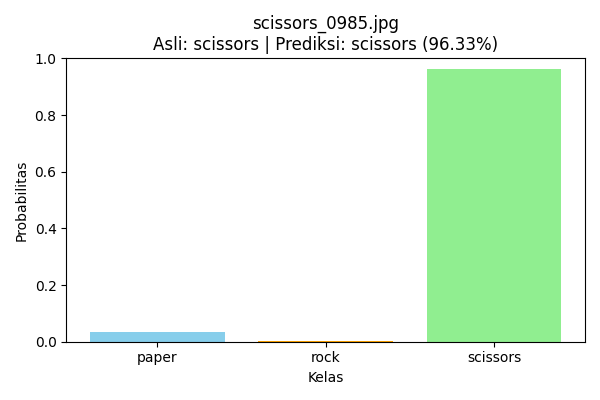 scissors_0985.jpg
Asli: scissors | Prediksi: scissors (96.33%)
1.0
0.8
0.6
0.4
0.2
0.0
Probabilitas
paper rock scissors
Kelas